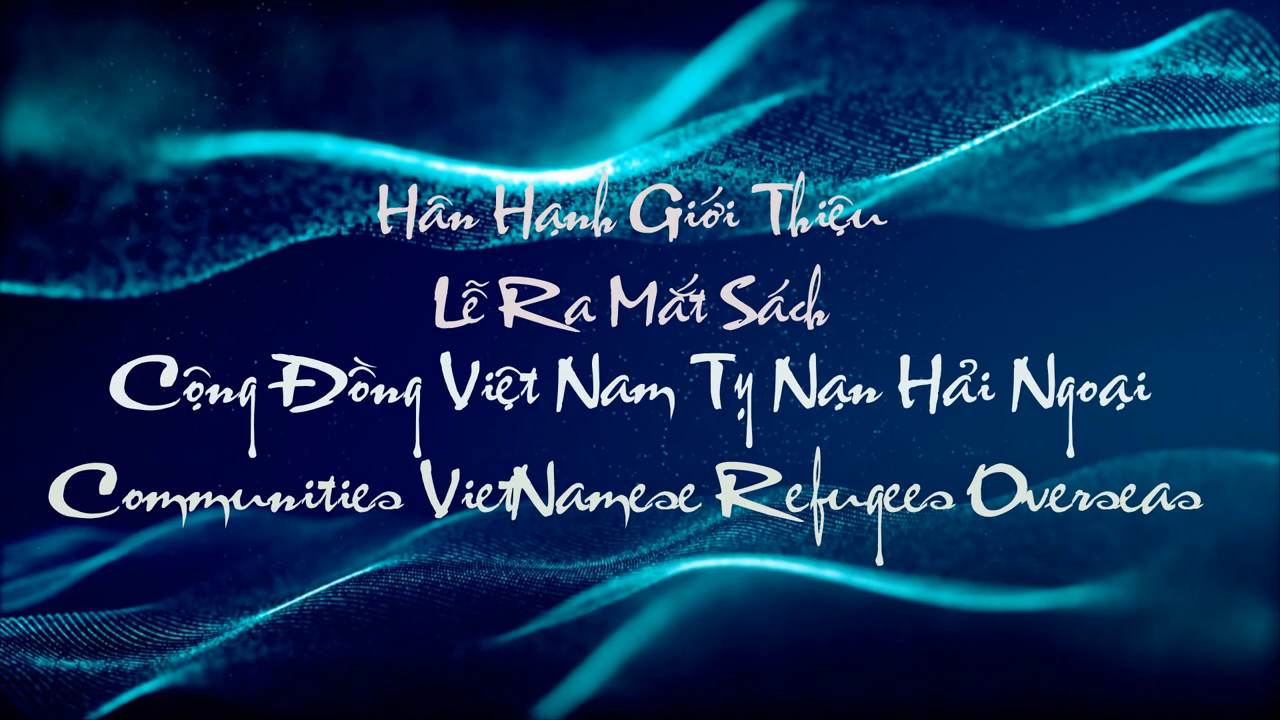 Hân Hạnh Giới Thiệu
Lễ Ra Mắt Sách
Cộng Đồng Việt Nam Tỵ Nạn Hải Ngoại
Communities VietNamese Refugees Overseas